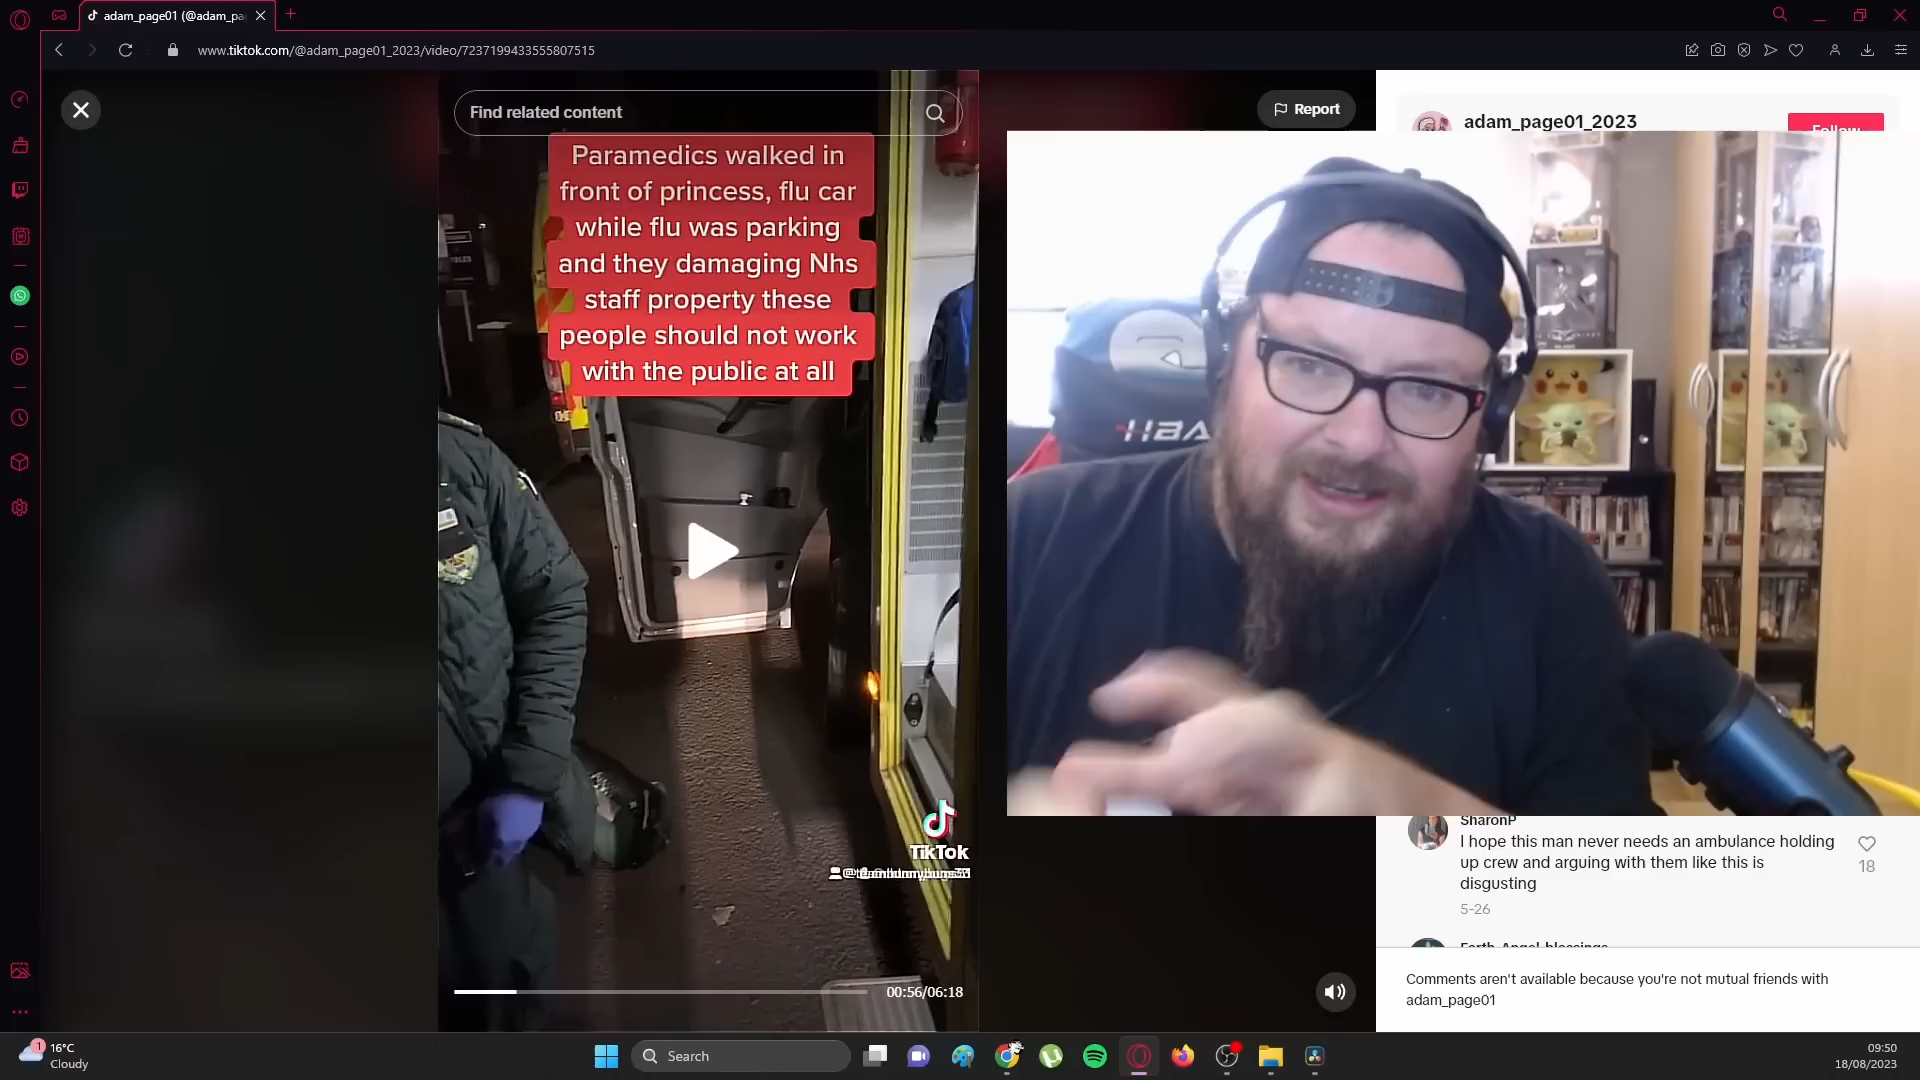 adam_page01 (@adam_pa
www.tiktok.com/@adam_page01_2023/video/7237199433555807515
Find related content
Report
adam_page01_2023
Follow
Paramedics walked in
front of princess, flu car
while flu was parking
and they damaging Nhs
staff property these
people should not work
with the public at all
TikTok
00:56/06:18
SharonP
I hope this man never needs an ambulance holding
up crew and arguing with them like this is
disgusting
18
5-26
Earth_Angel_blessings
Comments aren't available because you're not mutual friends with
adam_page01
1
16°C
Cloudy
Search
09:50
18/08/2023